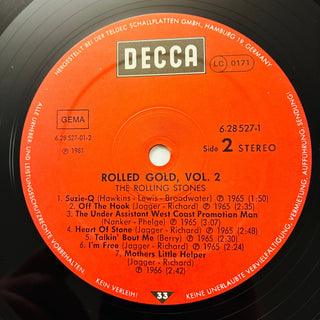 HERGESTELLT BEI DER TELDEC SCHALLPLATTEN GMBH, HAMBURG 19 GERMANY
DECCA
LC 0171
GEMA
6.28 527-01-2
6.28 527-1
℗ 1981
Side 2 STEREO
ROLLED GOLD, VOL. 2
THE ROLLING STONES
1. Suzie-Q (Hawkins - Lewis - Broadwater) ℗ 1965 (1:50)
2. Off The Hook (Jagger - Richard) ℗ 1965 (2:35)
3. The Under Assistant West Coast Promotion Man
(Nanker - Phelge) ℗ 1965 (3:07)
4. Heart Of Stone (Jagger - Richard) ℗ 1965 (2:44)
5. Talkin' Bout Me (Berry) ℗ 1965 (2:30)
6. I'm Free (Jagger - Richard) ℗ 1965 (2:22)
7. Mothers Little Helper
(Jagger - Richard)
℗ 1966 (2:42)
KEIN VERLEIH!
33
KEINE UNERLAUBTE VERVIELFÄLTIGUNG, VERMIETUNG, AUFFÜHRUNG, SENDUNG!
ALLE URHEBER- UND LEISTUNGSSCHUTZRECHTE VORBEHALTEN